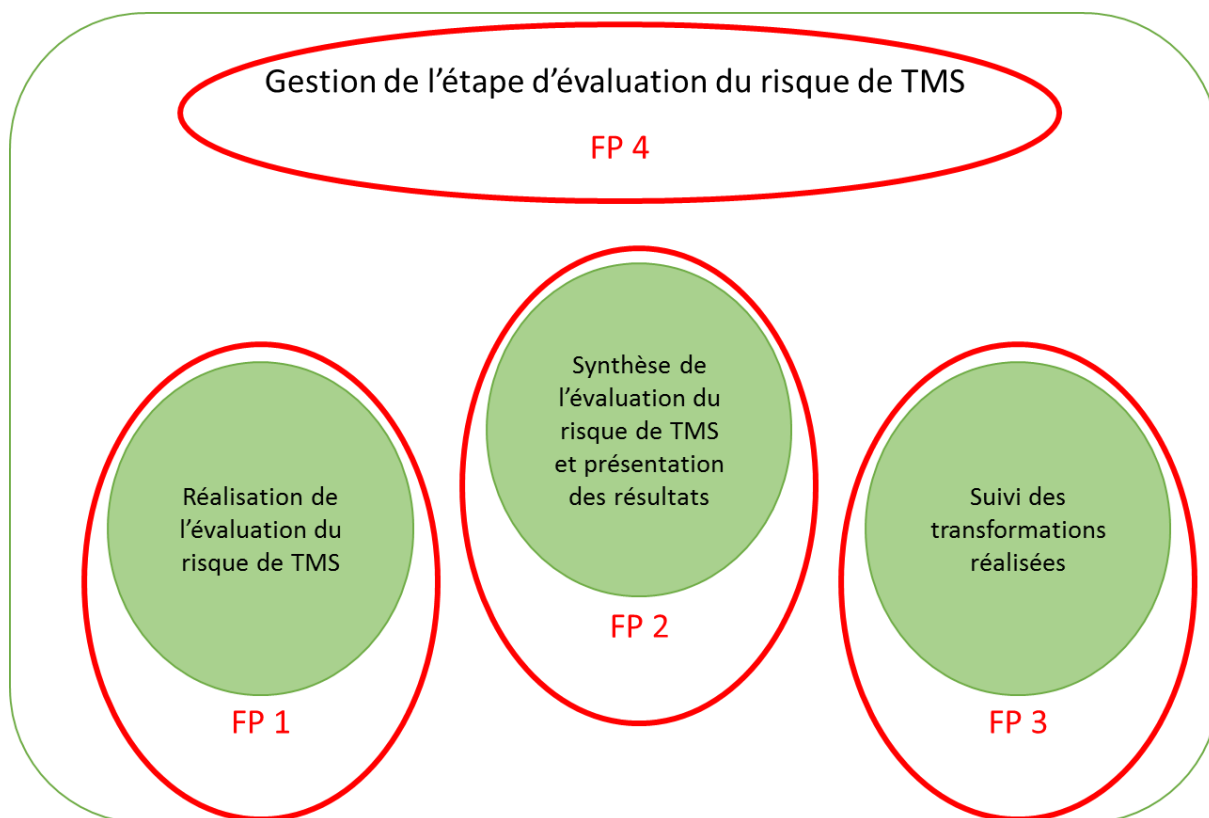 Gestion de l’étape d’évaluation du risque de TMS
FP 4
Synthèse de
l’évaluation du
risque de TMS
et présentation
des résultats
FP 2
Réalisation de
l’évaluation du
risque de TMS
FP 1
Suivi des
transformations
réalisées
FP 3